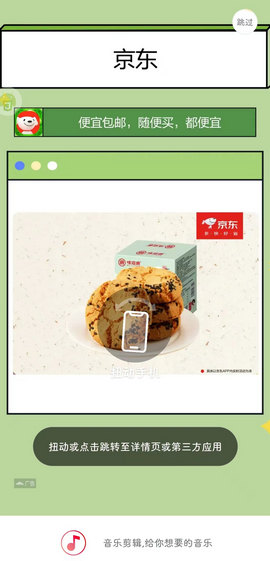 跳过
京东
便宜包邮，随便买，都便宜
京东
多·快·好·省
扭动手机
扭动或点击跳转至详情页或第三方应用
广告
音乐剪辑,给你想要的音乐